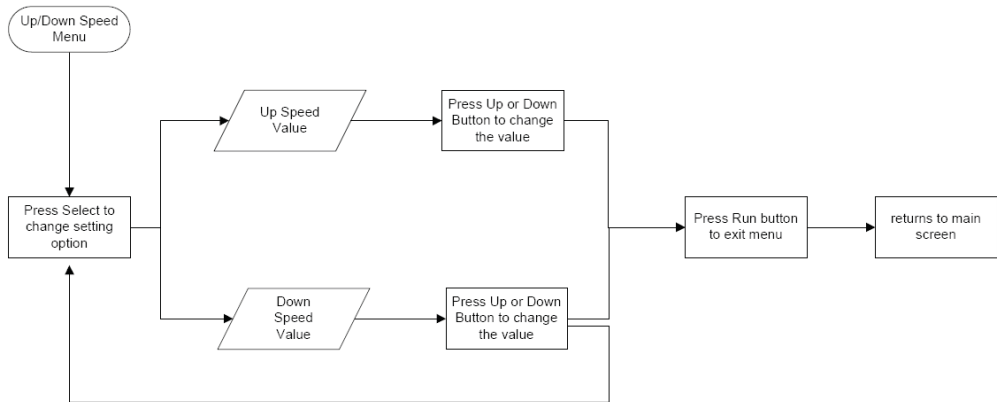 Up/Down Speed
Menu
Up Speed
Value
Press Up or Down
Button to change
the value
Press Select to
change setting
option
Press Run button
to exit menu
returns to main
screen
Down
Speed
Value
Press Up or Down
Button to change
the value